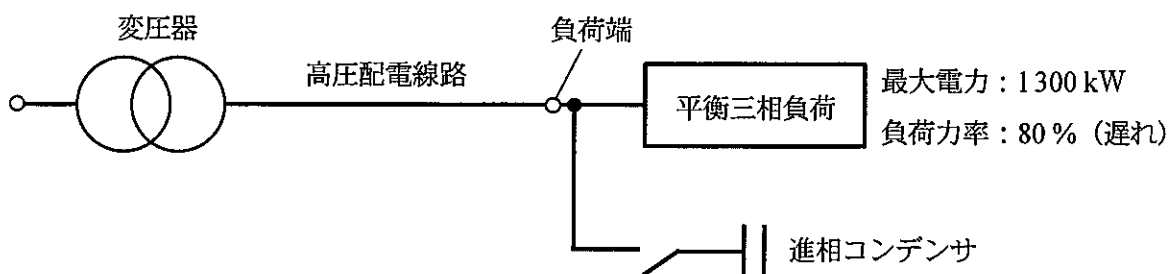 変圧器
負荷端
高圧配電線路
平衡三相負荷
最大電力：1300 kW
負荷力率：80 %（遅れ）
進相コンデンサ